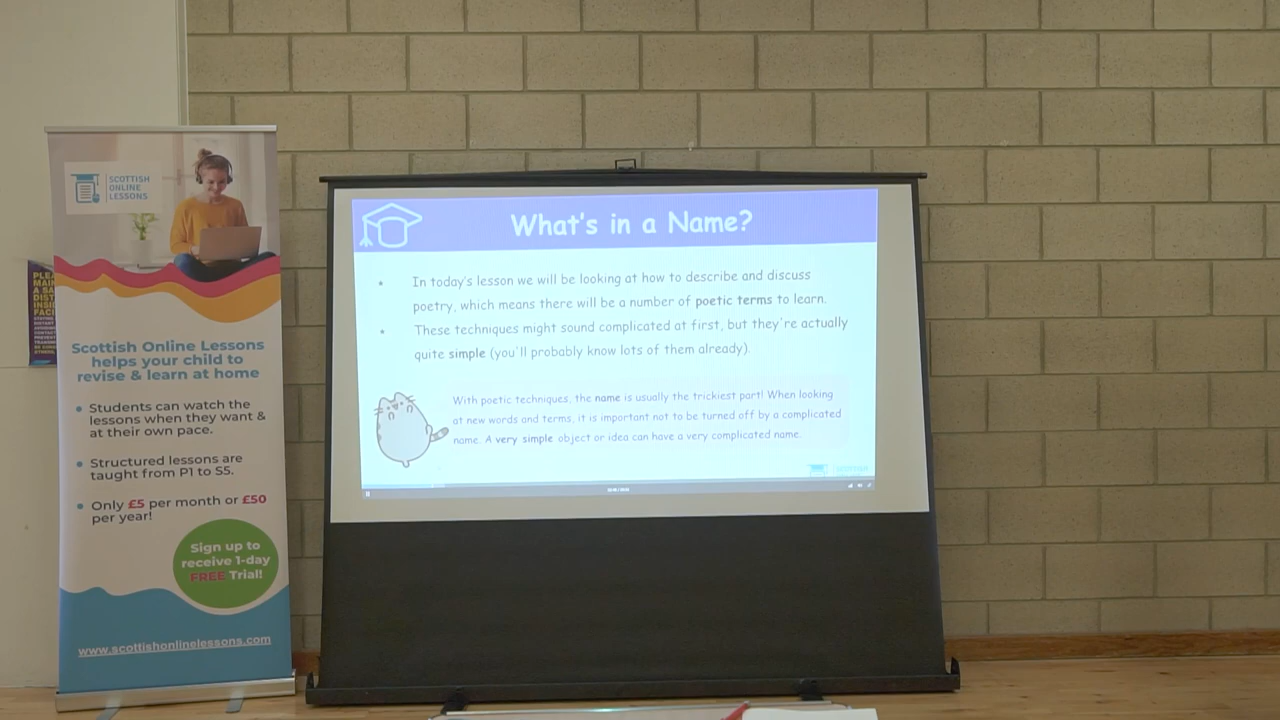 SCOTTISH
ONLINE
LESSONS
Scottish Online Lessons
helps your child to
revise & learn at home
• Students can watch the
lessons when they want &
at their own pace.
• Structured lessons are
taught from P1 to S5.
• Only £5 per month or £50
per year!
Sign up to
receive 1-day
FREE Trial!
www.scottishonlinelessons.com
What's in a Name?
• In today's lesson we will be looking at how to describe and discuss
poetry, which means there will be a number of poetic terms to learn.
• These techniques might sound complicated at first, but they're actually
quite simple (you'll probably know lots of them already).
With poetic techniques, the name is usually the trickiest part! When looking
at new words and terms, it is important not to be turned off by a complicated
name. A very simple object or idea can have a very complicated name.
SCOTTISH